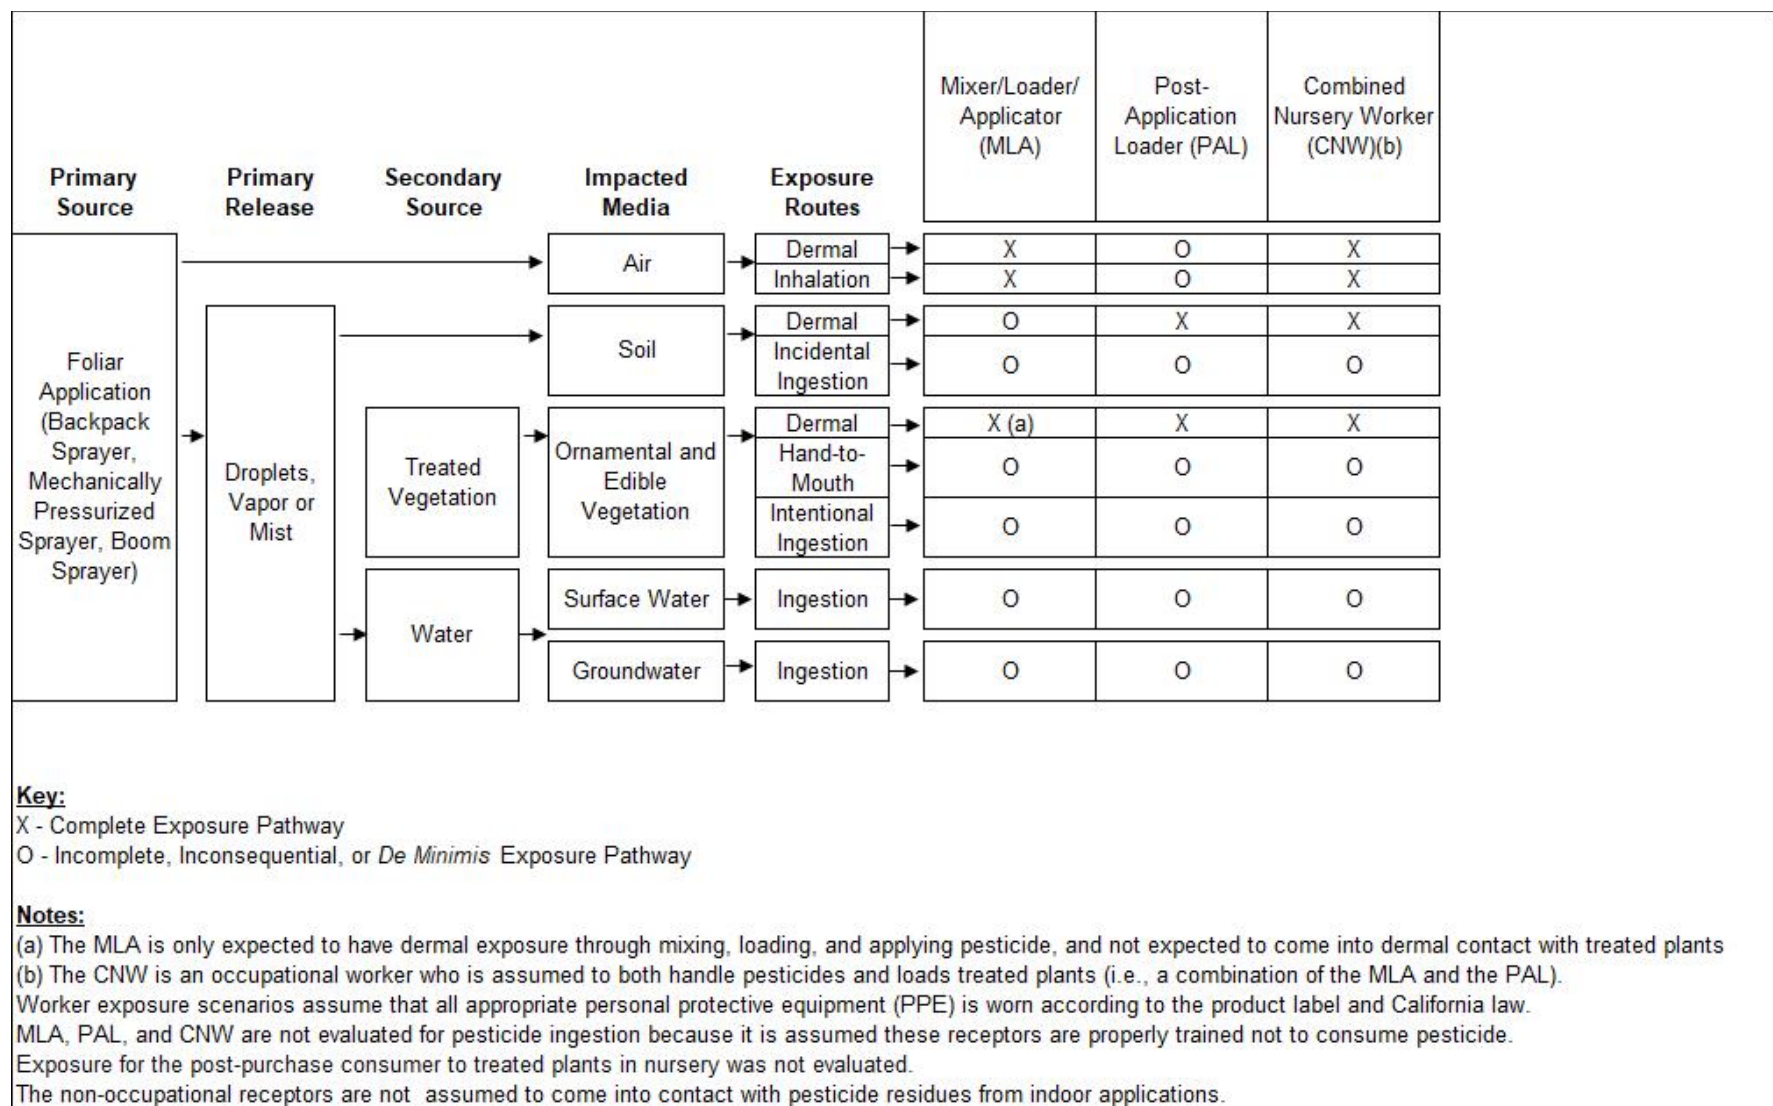 Mixer/Loader/
Applicator
(MLA)
Post-
Application
Loader (PAL)
Combined
Nursery Worker
(CNW)(b)
Primary
Source
Primary
Release
Secondary
Source
Impacted
Media
Exposure
Routes
Foliar
Application
(Backpack
Sprayer,
Mechanically
Pressurized
Sprayer, Boom
Sprayer)
Droplets,
Vapor or
Mist
Treated
Vegetation
Water
Air
Dermal
X
O
X
Inhalation
X
O
X
Soil
Dermal
O
X
X
Incidental
Ingestion
O
O
O
Ornamental and
Edible
Vegetation
Dermal
X (a)
X
X
Hand-to-
Mouth
O
O
O
Intentional
Ingestion
O
O
O
Surface Water
Ingestion
O
O
O
Groundwater
Ingestion
O
O
O
Key:
X - Complete Exposure Pathway
O - Incomplete, Inconsequential, or De Minimis Exposure Pathway
Notes:
(a) The MLA is only expected to have dermal exposure through mixing, loading, and applying pesticide, and not expected to come into dermal contact with treated plants
(b) The CNW is an occupational worker who is assumed to both handle pesticides and loads treated plants (i.e., a combination of the MLA and the PAL).
Worker exposure scenarios assume that all appropriate personal protective equipment (PPE) is worn according to the product label and California law.
MLA, PAL, and CNW are not evaluated for pesticide ingestion because it is assumed these receptors are properly trained not to consume pesticide.
Exposure for the post-purchase consumer to treated plants in nursery was not evaluated.
The non-occupational receptors are not assumed to come into contact with pesticide residues from indoor applications.